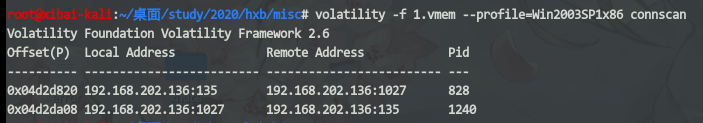 root@xibai-kali:~/桌面/study/2020/hxb/misc# volatility -f 1.vmem --profile=Win2003SP1x86 connscan
Volatility Foundation Volatility Framework 2.6
Offset(P)  Local Address             Remote Address            Pid
---------- ------------------------- ------------------------- ---
0x04d2d820 192.168.202.136:135       192.168.202.136:1027      828
0x04d2da08 192.168.202.136:1027      192.168.202.136:135       1240